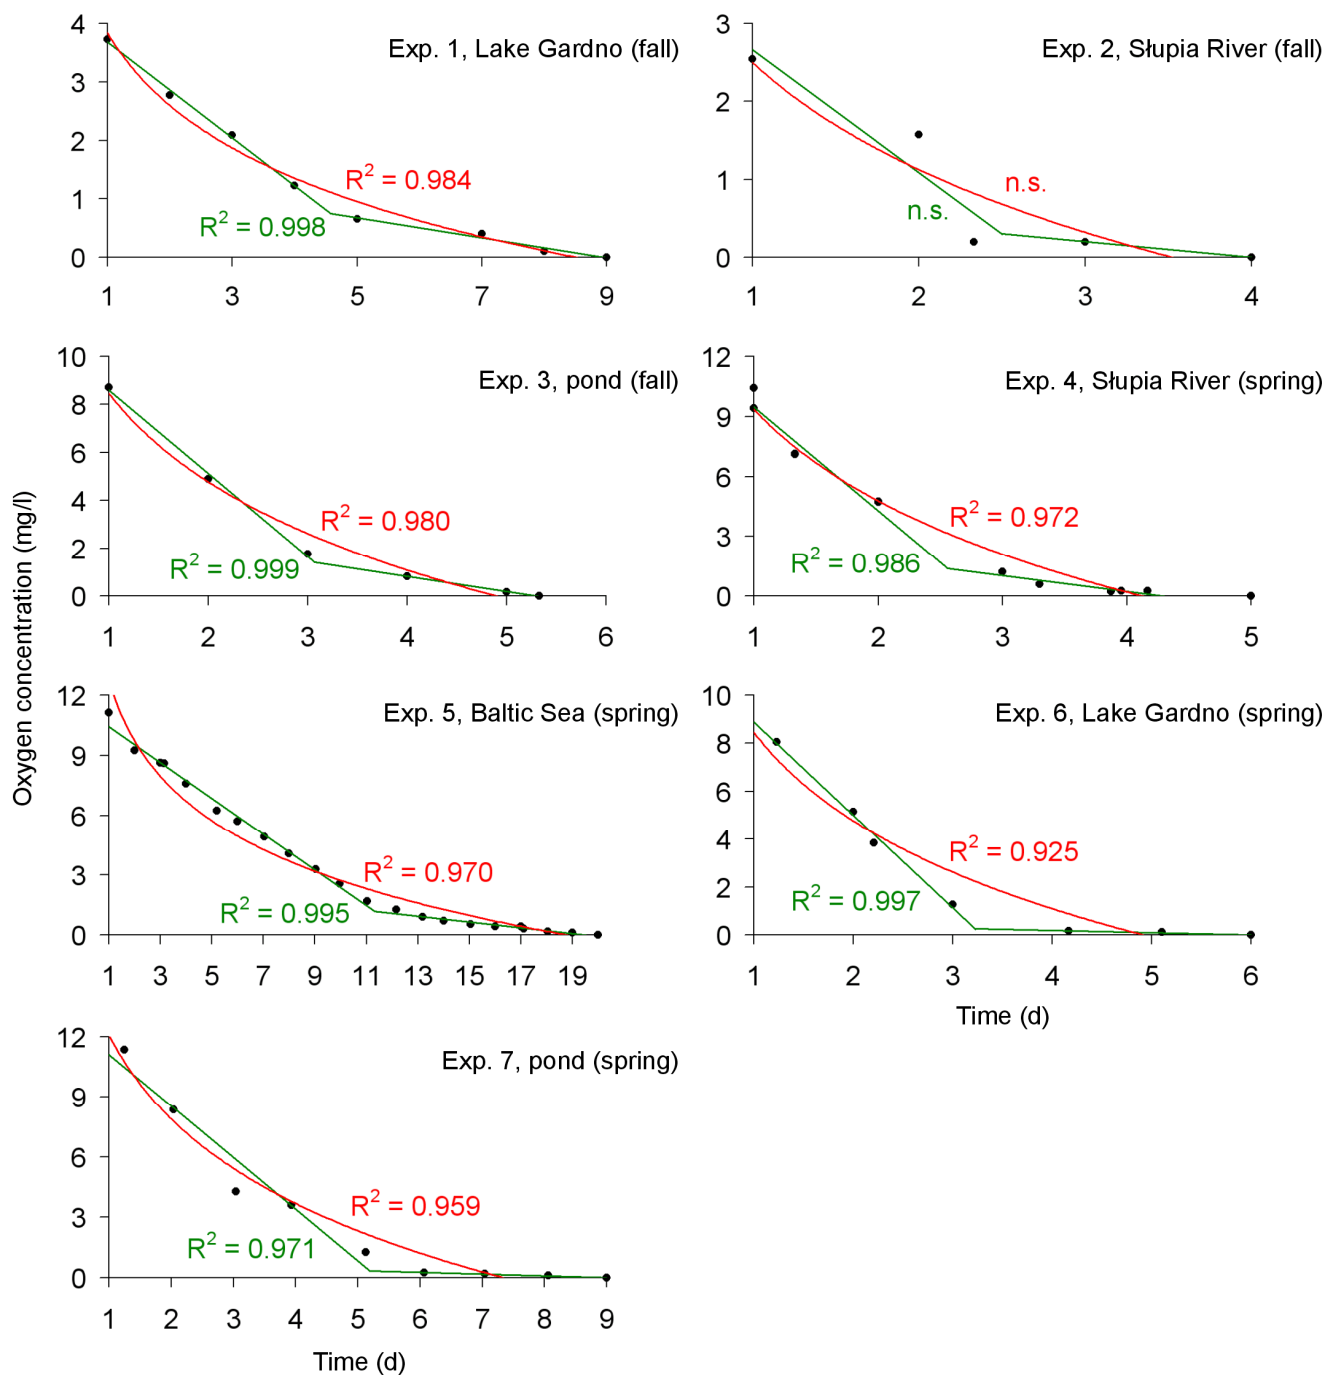 Oxygen concentration (mg/l)
Exp. 1, Lake Gardno (fall)
4
3
2
1
0
R² = 0.984
R² = 0.998
1 3 5 7 9
Exp. 2, Słupia River (fall)
3
2
1
0
n.s.
n.s.
1 2 3 4
Exp. 3, pond (fall)
10
8
6
4
2
0
R² = 0.980
R² = 0.999
1 2 3 4 5 6
Exp. 4, Słupia River (spring)
12
9
6
3
0
R² = 0.972
R² = 0.986
1 2 3 4 5
Exp. 5, Baltic Sea (spring)
12
9
6
3
0
R² = 0.970
R² = 0.995
1 3 5 7 9 11 13 15 17 19
Exp. 6, Lake Gardno (spring)
10
8
6
4
2
0
R² = 0.925
R² = 0.997
1 2 3 4 5 6
Time (d)
Exp. 7, pond (spring)
12
9
6
3
0
R² = 0.959
R² = 0.971
1 2 3 4 5 6 7 8 9
Time (d)